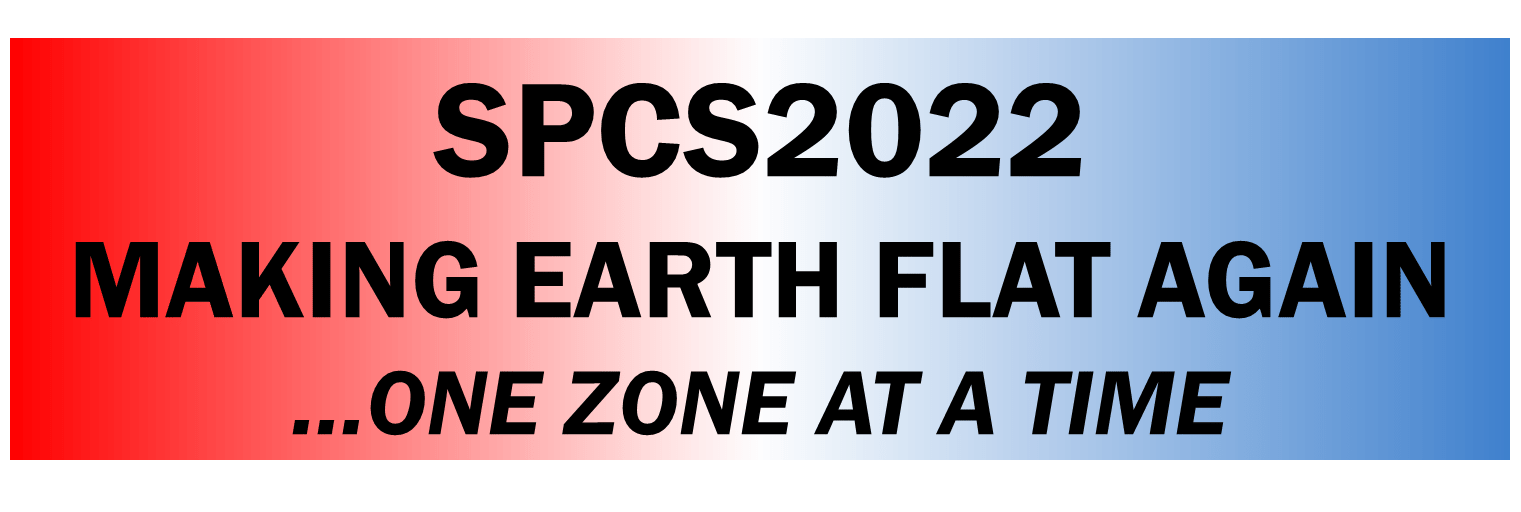 SPCS2022
MAKING EARTH FLAT AGAIN
...ONE ZONE AT A TIME